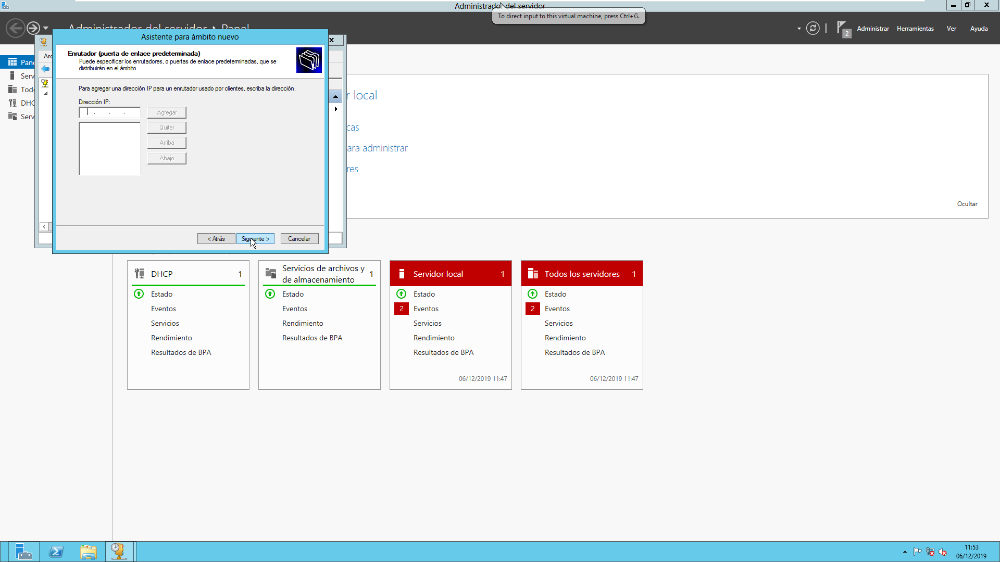 Administrador del servidor
To direct input to this virtual machine, press Ctrl+G.
Administrador del servidor • Panel
2
Administrar
Herramientas
Ver
Ayuda
Asistente para ámbito nuevo
Enrutador (puerta de enlace predeterminada)
Puede especificar los enrutadores, o puertas de enlace predeterminadas, que se
distribuirán en el ámbito.
Para agregar una dirección IP para un enrutador usado por clientes, escriba la dirección.
Dirección IP:
. . .
Agregar
Quitar
Arriba
Abajo
< Atrás
Siguiente >
Cancelar
Arc
Pane
Serv
Todo
DHC
Serv
r local
cas
ara administrar
res
Ocultar
DHCP 1
Estado
Eventos
Servicios
Rendimiento
Resultados de BPA
Servicios de archivos y
de almacenamiento
1
Estado
Eventos
Rendimiento
Resultados de BPA
Servidor local 1
Estado
2 Eventos
Servicios
Rendimiento
Resultados de BPA
06/12/2019 11:47
Todos los servidores 1
Estado
2 Eventos
Servicios
Rendimiento
Resultados de BPA
06/12/2019 11:47
11:53
06/12/2019